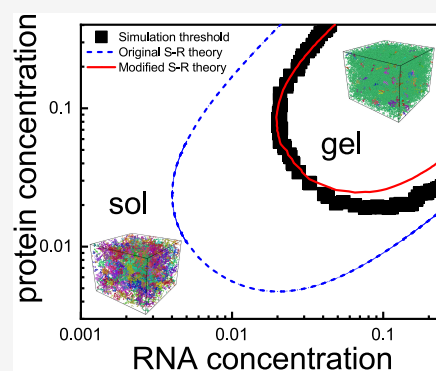 Simulation threshold
Original S-R theory
Modified S-R theory
protein concentration
0.1
0.01
gel
sol
0.001
0.01
0.1
RNA concentration